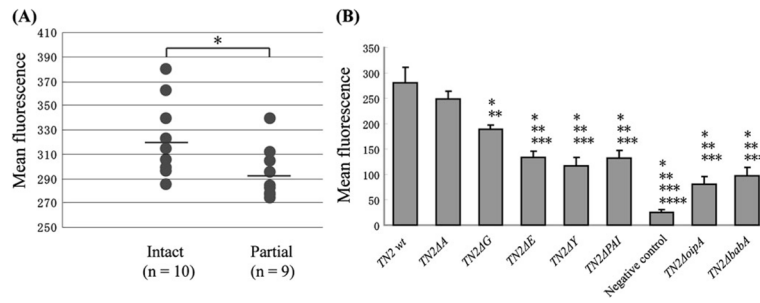 (A)
Mean fluorescence
410
390
370
350
330
310
290
270
250
*
Intact
(n = 10)
Partial
(n = 9)
(B)
Mean fluorescence
350
300
250
200
150
100
50
0
*
**
*
**
***
*
**
***
*
**
***
*
**
***
****
*
**
***
*
**
***
TN2 wt
TN2ΔA
TN2ΔG
TN2ΔE
TN2ΔY
TN2ΔPAI
Negative control
TN2ΔoipA
TN2ΔbabA